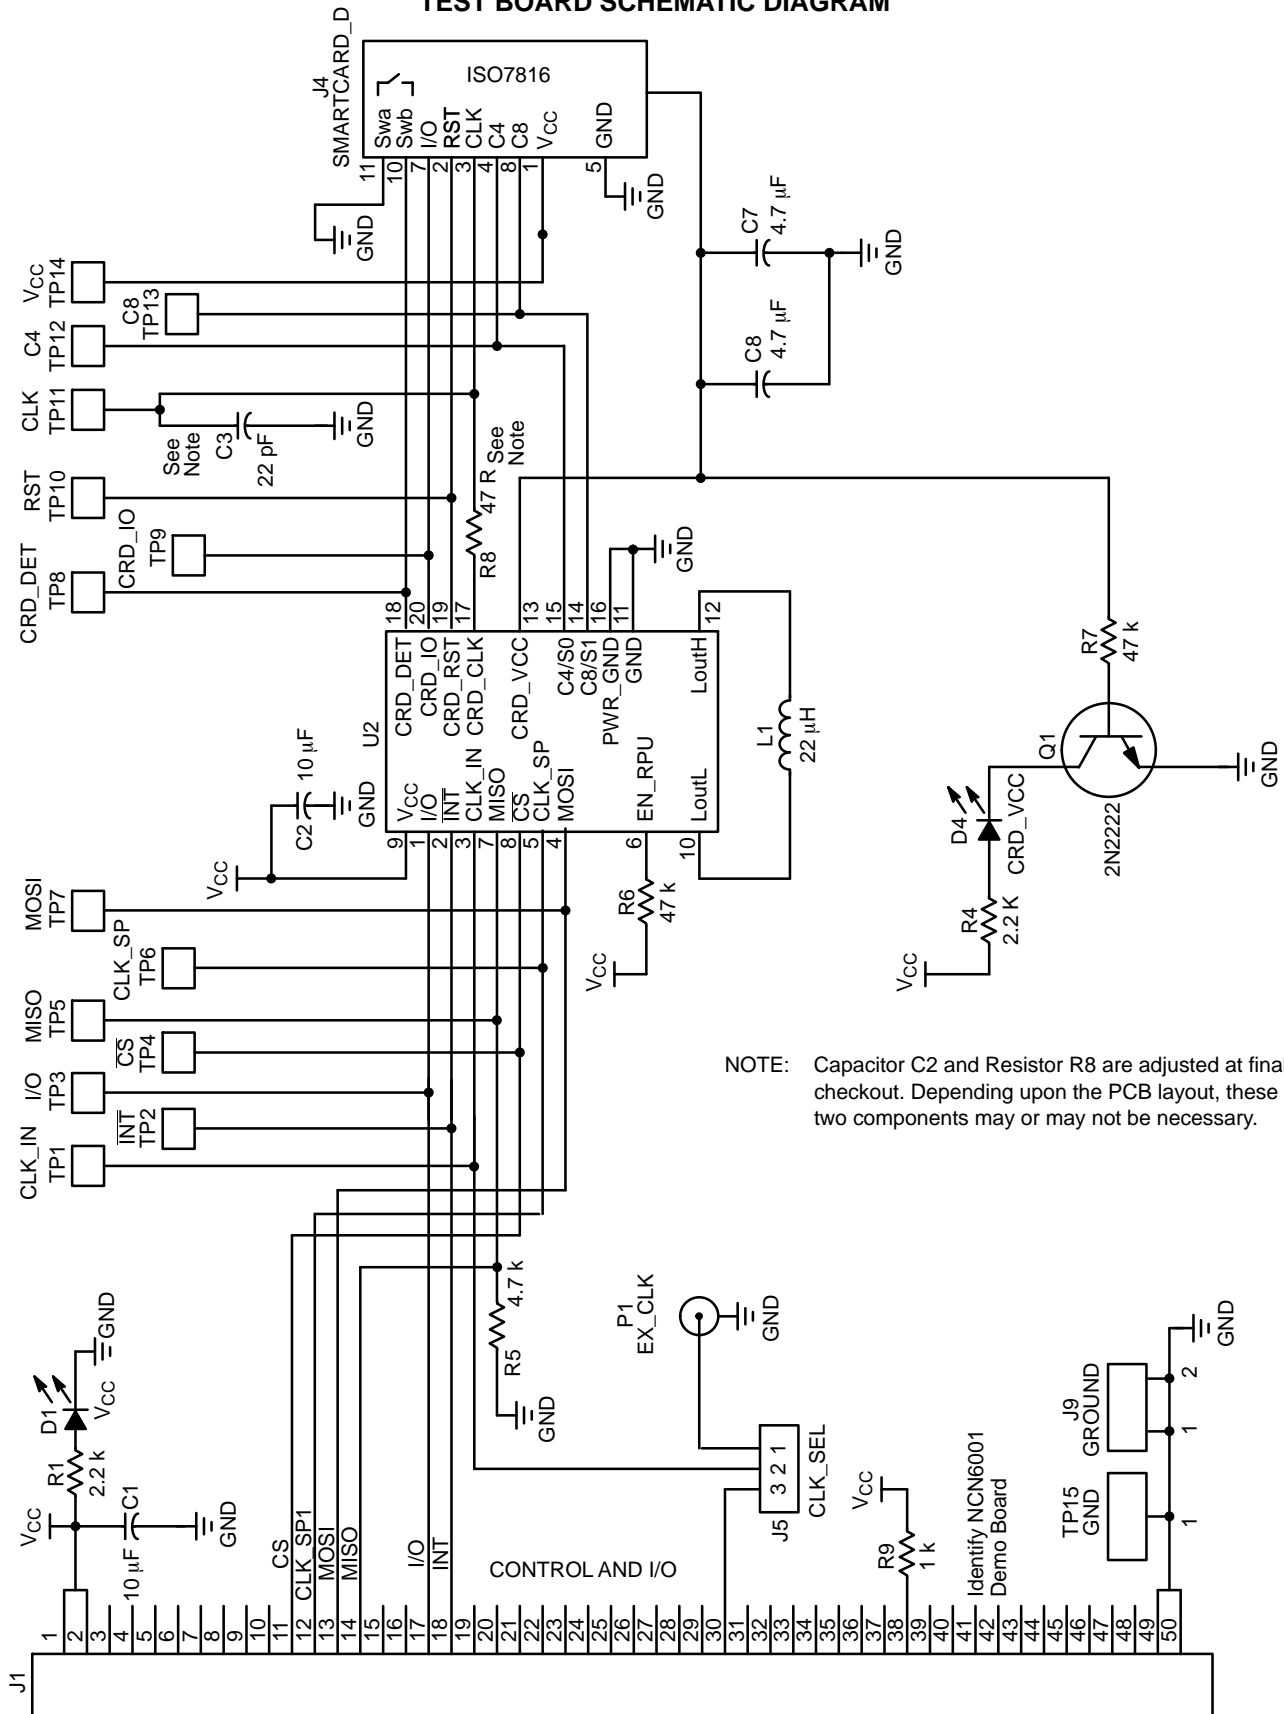 TEST BOARD SCHEMATIC DIAGRAM
J4
SMARTCARD_D
ISO7816
Swa
Swb
I/O
RST
CLK
C4
C8
VCC
GND
11
10
7
2
3
4
8
1
5
GND
GND
VCC
TP14
C8
TP13
C4
TP12
CLK
TP11
RST
TP10
CRD_IO
TP9
CRD_DET
TP8
See
Note
C3
22 pF
GND
R8
47 R
See
Note
C7
4.7 µF
C8
4.7 µF
GND
18
20
19
17
13
15
14
16
11
12
U2
CRD_DET
CRD_IO
CRD_RST
CRD_CLK
CRD_VCC
C4/S0
C8/S1
PWR_GND
GND
LoutH
VCC
I/O
INT
CLK_IN
MISO
CS
CLK_SP
MOSI
EN_RPU
LoutL
9
1
2
3
7
8
5
4
6
10
GND
L1
22 µH
C2
10 µF
GND
VCC
R6
47 k
VCC
R7
47 k
Q1
2N2222
GND
D4
CRD_VCC
R4
2.2 K
VCC
MOSI
TP7
CLK_SP
TP6
MISO
TP5
CS
TP4
I/O
TP3
INT
TP2
CLK_IN
TP1
NOTE: Capacitor C2 and Resistor R8 are adjusted at final
checkout. Depending upon the PCB layout, these
two components may or may not be necessary.
R5
4.7 k
GND
P1
EX_CLK
GND
3 2 1
J5
CLK_SEL
VCC
R1
2.2 k
D1
VCC
GND
C1
10 µF
GND
CS
CLK_SP1
MOSI
MISO
I/O
INT
CONTROL AND I/O
VCC
R9
1 k
Identify NCN6001
Demo Board
TP15
GND
1
J9
GROUND
1
2
GND
J1
1
2
3
4
5
6
7
8
9
10
11
12
13
14
15
16
17
18
19
20
21
22
23
24
25
26
27
28
29
30
31
32
33
34
35
36
37
38
39
40
41
42
43
44
45
46
47
48
49
50